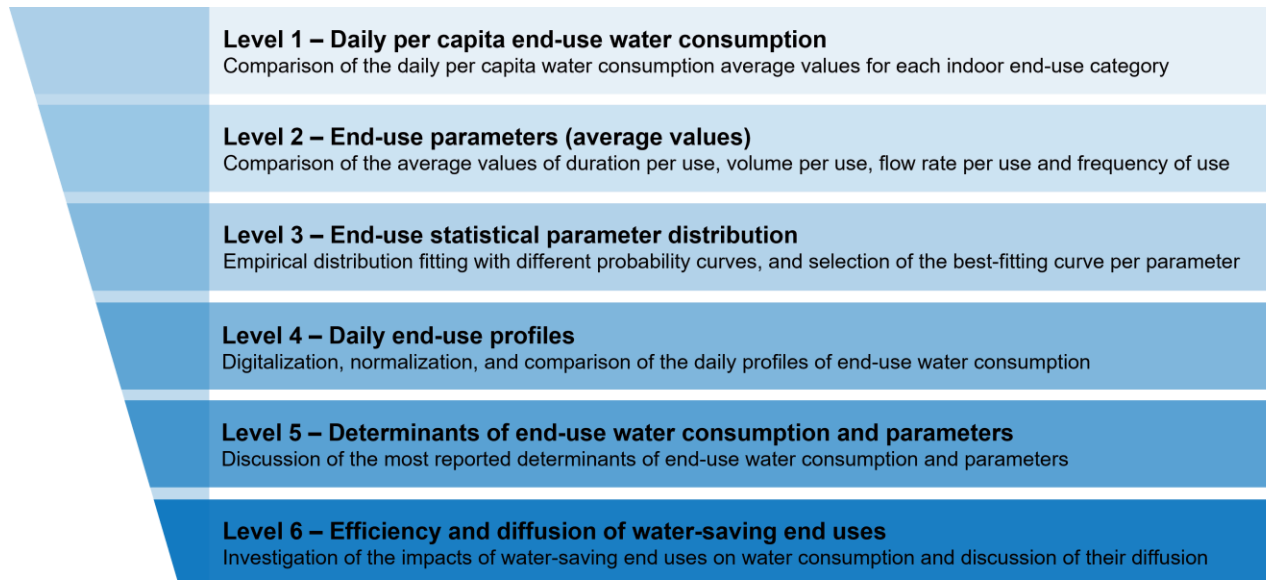 Level 1 – Daily per capita end-use water consumption
Comparison of the daily per capita water consumption average values for each indoor end-use category
Level 2 – End-use parameters (average values)
Comparison of the average values of duration per use, volume per use, flow rate per use and frequency of use
Level 3 – End-use statistical parameter distribution
Empirical distribution fitting with different probability curves, and selection of the best-fitting curve per parameter
Level 4 – Daily end-use profiles
Digitalization, normalization, and comparison of the daily profiles of end-use water consumption
Level 5 – Determinants of end-use water consumption and parameters
Discussion of the most reported determinants of end-use water consumption and parameters
Level 6 – Efficiency and diffusion of water-saving end uses
Investigation of the impacts of water-saving end uses on water consumption and discussion of their diffusion